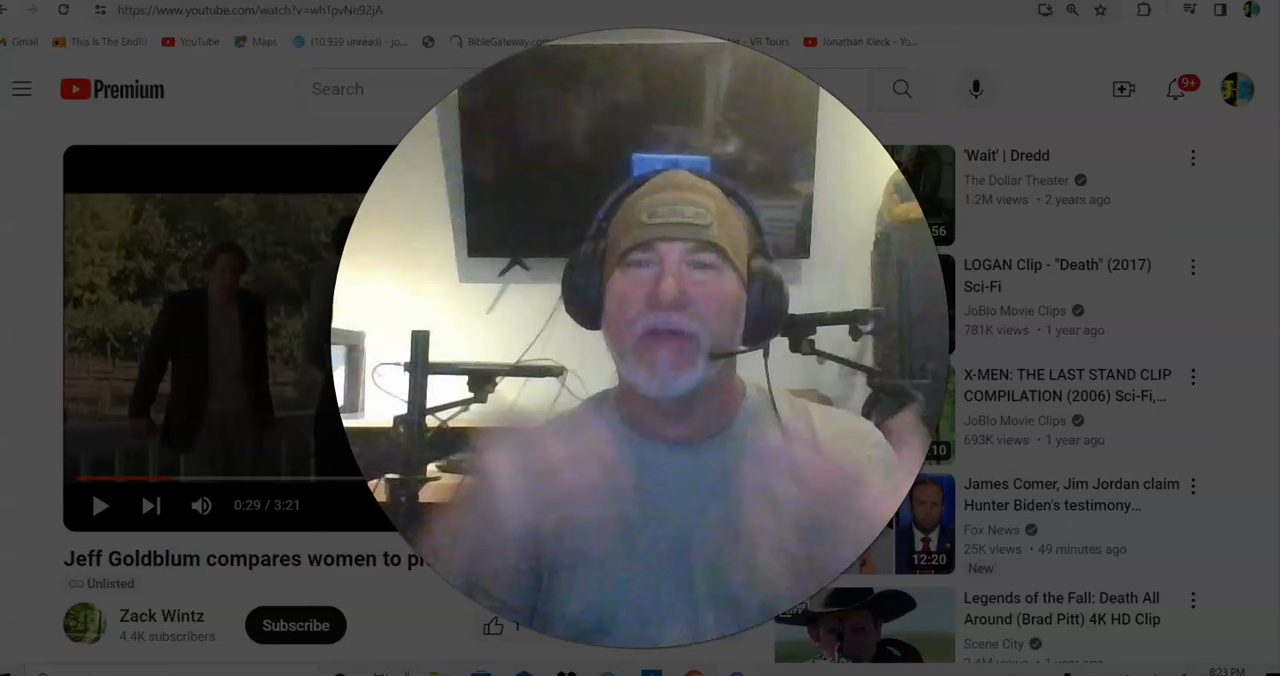 https://www.youtube.com/watch?v=whTpvNe92jA
Gmail
This Is The End!!!
YouTube
Maps
(10,939 unread) - jo...
BibleGateway.com
- VR Tours
Jonathan Kleck - Yo...
Premium
Search
9+
'Wait' | Dredd
The Dollar Theater
1.2M views • 2 years ago
56
LOGAN Clip - "Death" (2017)
Sci-Fi
JoBlo Movie Clips
781K views • 1 year ago
X-MEN: THE LAST STAND CLIP
COMPILATION (2006) Sci-Fi,...
JoBlo Movie Clips
693K views • 1 year ago
:10
James Comer, Jim Jordan claim
Hunter Biden's testimony...
Fox News
25K views • 49 minutes ago
New
12:20
Legends of the Fall: Death All
Around (Brad Pitt) 4K HD Clip
Scene City
0:29 / 3:21
Jeff Goldblum compares women to
Unlisted
Zack Wintz
4.4K subscribers
Subscribe
8:23 PM